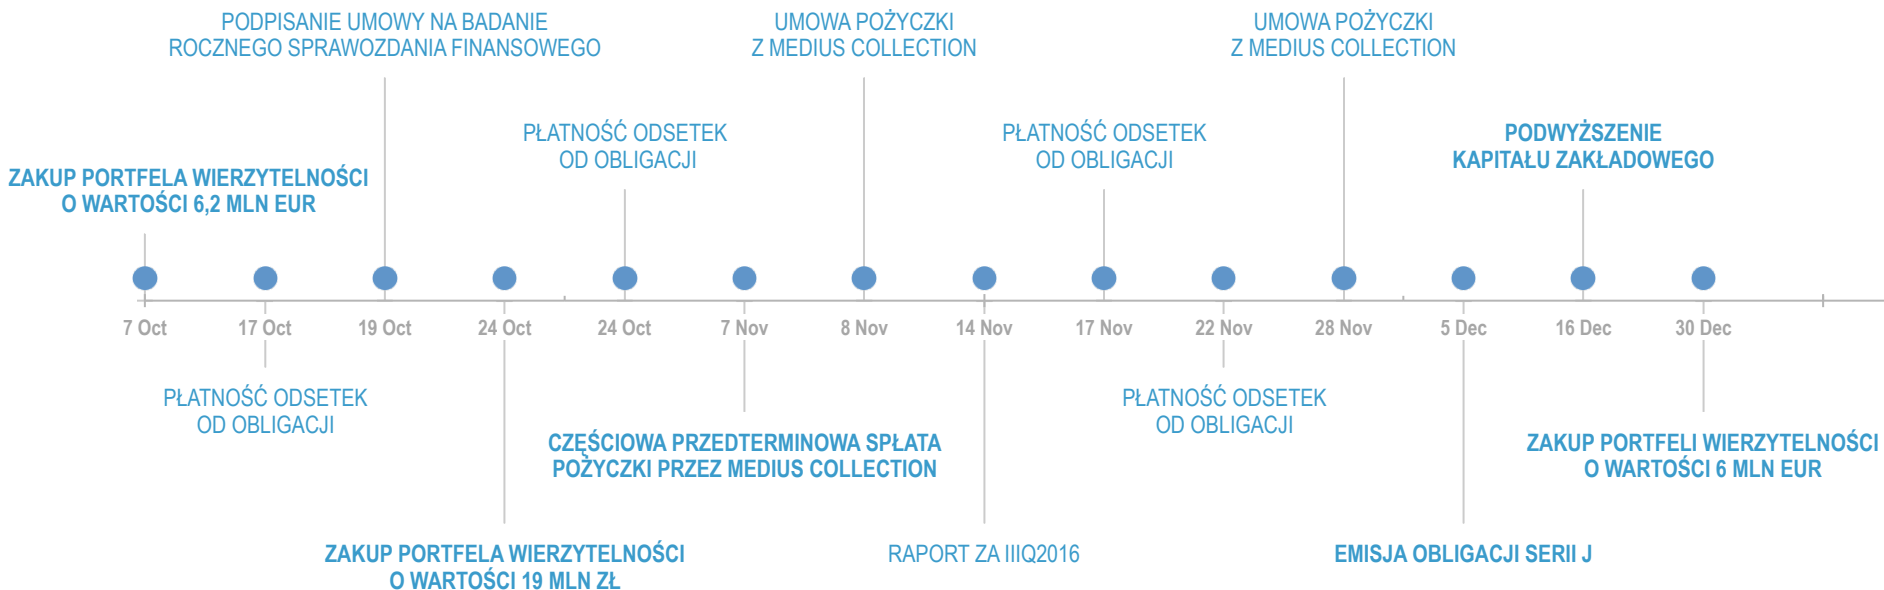 PODPISANIE UMOWY NA BADANIE
ROCZNEGO SPRAWOZDANIA FINANSOWEGO
UMOWA POŻYCZKI
Z MEDIUS COLLECTION
UMOWA POŻYCZKI
Z MEDIUS COLLECTION
PŁATNOŚĆ ODSETEK
OD OBLIGACJI
PŁATNOŚĆ ODSETEK
OD OBLIGACJI
PODWYŻSZENIE
KAPITAŁU ZAKŁADOWEGO
ZAKUP PORTFELA WIERZYTELNOŚCI
O WARTOŚCI 6,2 MLN EUR
7 Oct 17 Oct 19 Oct 24 Oct 24 Oct 7 Nov 8 Nov 14 Nov 17 Nov 22 Nov 28 Nov 5 Dec 16 Dec 30 Dec
PŁATNOŚĆ ODSETEK
OD OBLIGACJI
PŁATNOŚĆ ODSETEK
OD OBLIGACJI
CZĘŚCIOWA PRZEDTERMINOWA SPŁATA
POŻYCZKI PRZEZ MEDIUS COLLECTION
ZAKUP PORTFELI WIERZYTELNOŚCI
O WARTOŚCI 6 MLN EUR
ZAKUP PORTFELA WIERZYTELNOŚCI
O WARTOŚCI 19 MLN ZŁ
RAPORT ZA IIIQ2016
EMISJA OBLIGACJI SERII J